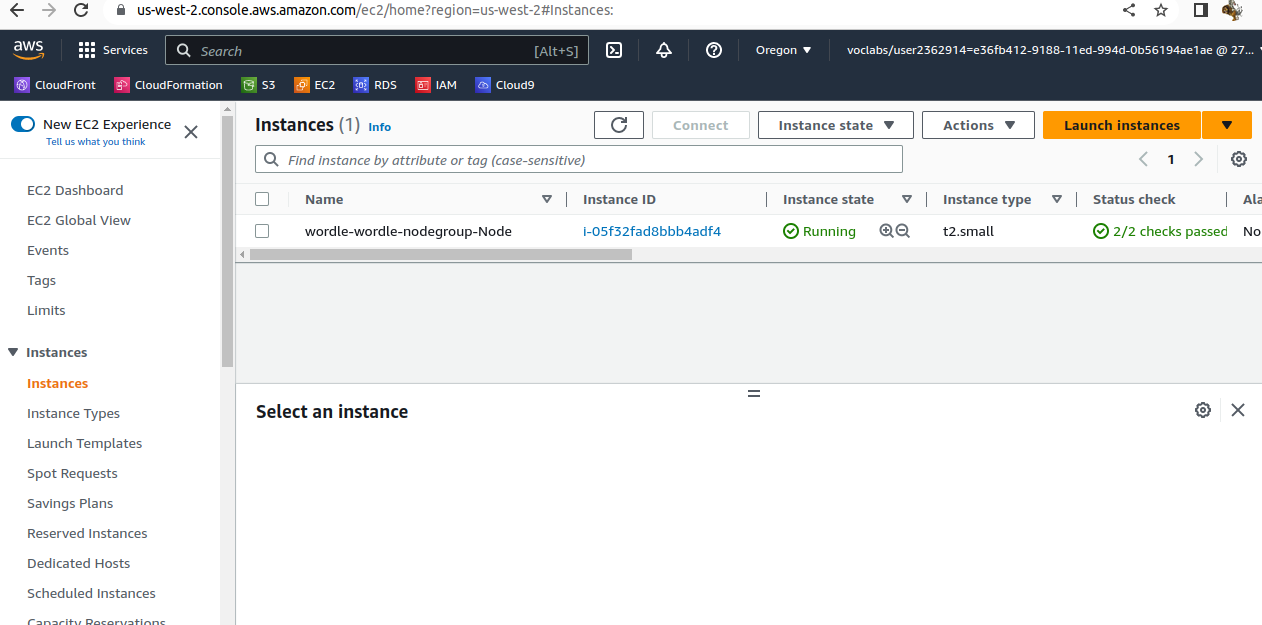 us-west-2.console.aws.amazon.com/ec2/home?region=us-west-2#Instances:
aws Services Search [Alt+S] Oregon voclabs/user2362914=e36fb412-9188-11ed-994d-0b56194ae1ae @ 27...
CloudFront CloudFormation S3 EC2 RDS IAM Cloud9
New EC2 Experience
Tell us what you think
EC2 Dashboard
EC2 Global View
Events
Tags
Limits
Instances
Instances
Instance Types
Launch Templates
Spot Requests
Savings Plans
Reserved Instances
Dedicated Hosts
Scheduled Instances
Capacity Reservations
Instances (1) Info Connect Instance state Actions Launch instances
Find instance by attribute or tag (case-sensitive) 1
Name Instance ID Instance state Instance type Status check Ala
wordle-wordle-nodegroup-Node i-05f32fad8bbb4adf4 Running t2.small 2/2 checks passed No
Select an instance